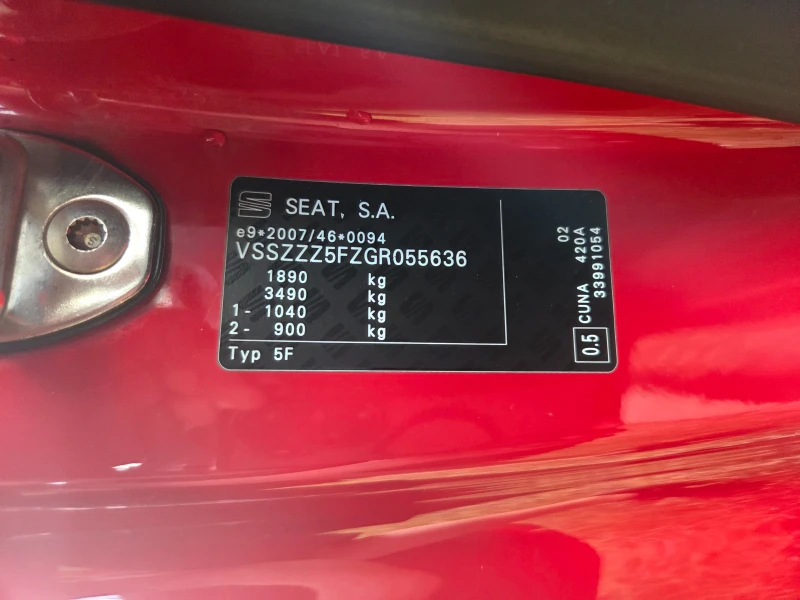 SEAT, S.A.
e9*2007/46*0094
VSSZZZ5FZGR055636
1890 kg
3490 kg
1- 1040 kg
2- 900 kg
Typ 5F
0.5
CUNA 420A 02
33991054